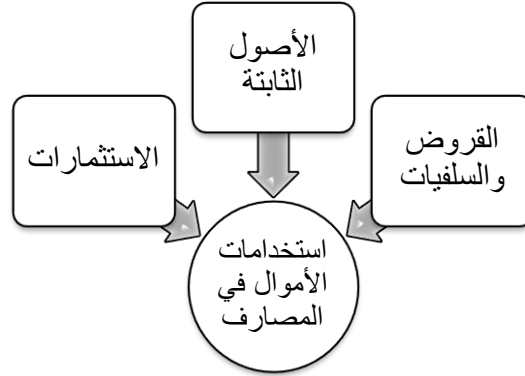 الأصول
الثابتة
القروض
والسلفيات
الاستثمارات
استخدامات
الأموال في
المصارف